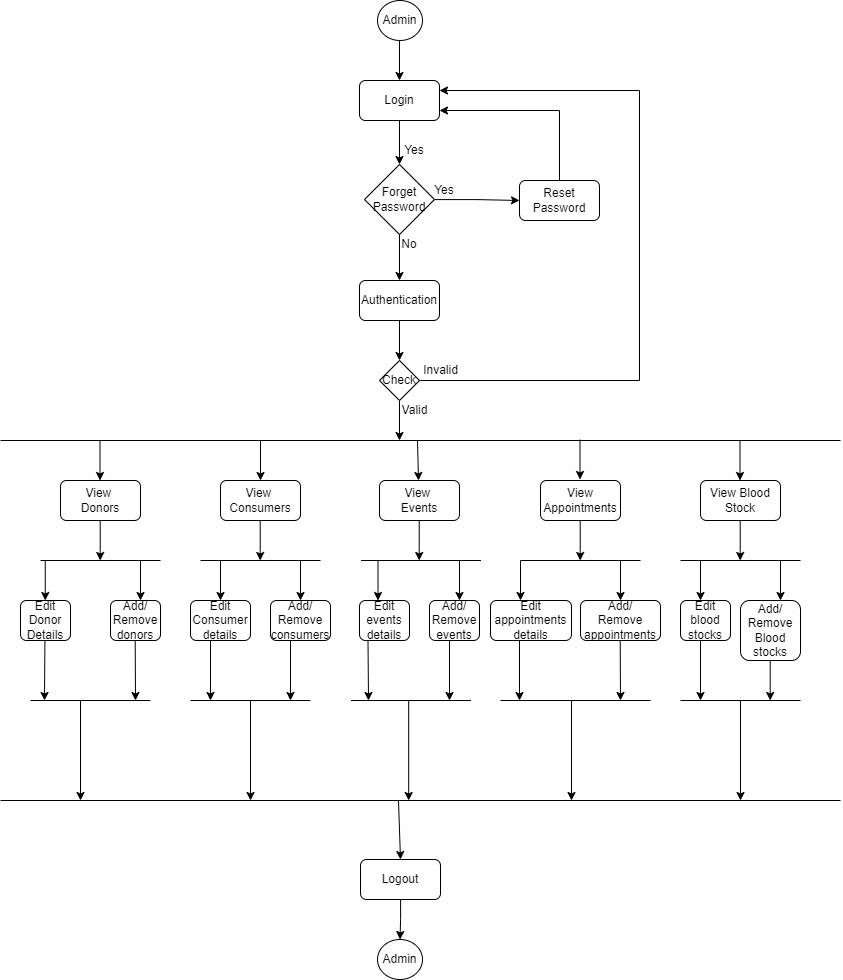 Admin
Login
Yes
Forget
Password
Yes
Reset
Password
No
Authentication
Check
Invalid
Valid
View
Donors
View
Consumers
View
Events
View
Appointments
View Blood
Stock
Edit
Donor
Details
Add/
Remove
donors
Edit
Consumer
details
Add/
Remove
consumers
Edit
events
details
Add/
Remove
events
Edit
appointments
details
Add/
Remove
appointments
Edit
blood
stocks
Add/
Remove
Blood
stocks
Logout
Admin